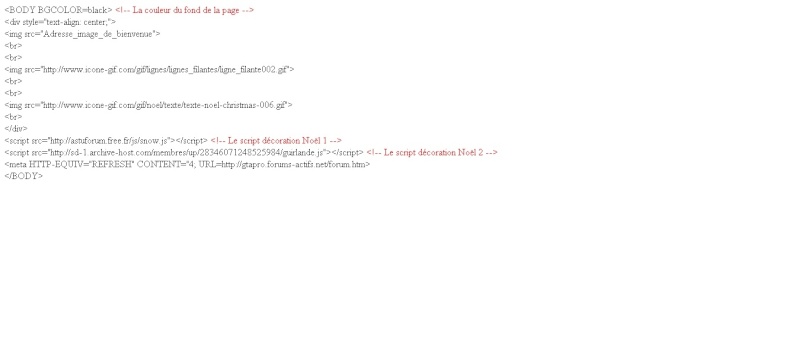 <BODY BGCOLOR=black> <!-- La couleur du fond de la page -->
<div style="text-align: center;">
<img src="Adresse_image_de_bienvenue">
<br>
<br>
<img src="http://www.icone-gif.com/gif/lignes/lignes_filantes/ligne_filante002.gif">
<br>
<br>
<img src="http://www.icone-gif.com/gif/noel/texte/texte-noel-christmas-006.gif">
<br>
</div>
<script src="http://astuforum.free.fr/js/snow.js"></script> <!-- Le script décoration Noël 1 -->
<script src="http://sd-1.archive-host.com/membres/up/28346071248525984/guirlande.js"></script> <!-- Le script décoration Noël 2 -->
<meta HTTP-EQUIV="REFRESH" CONTENT="4; URL=http://gtapro.forums-actifs.net/forum.htm>
</BODY>